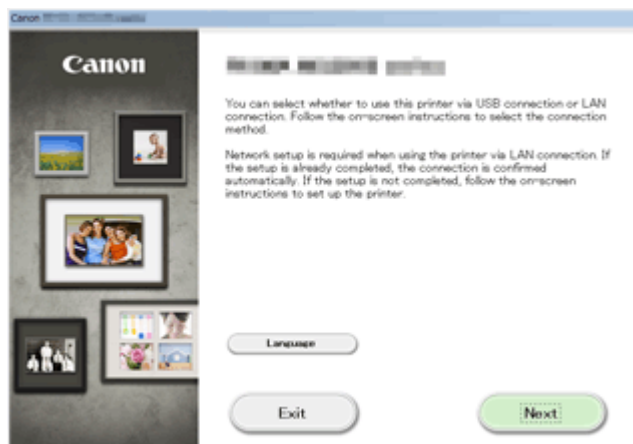 Canon
Canon
You can select whether to use this printer via USB connection or LAN
connection. Follow the on-screen instructions to select the connection
method.
Network setup is required when using the printer via LAN connection. If
the setup is already completed, the connection is confirmed
automatically. If the setup is not completed, follow the on-screen
instructions to set up the printer.
Language
Exit
Next